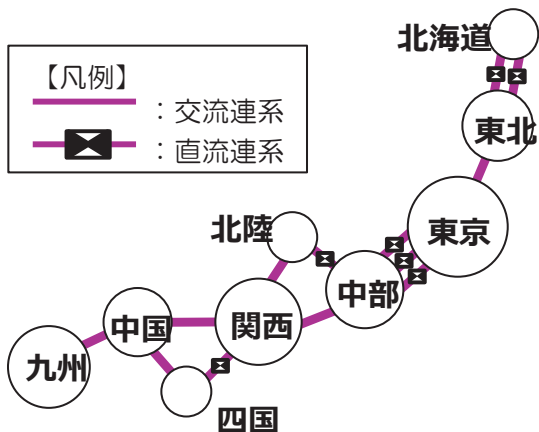 北海道
【凡例】
：交流連系
：直流連系
東北
東京
北陸
中部
関西
中国
九州
四国